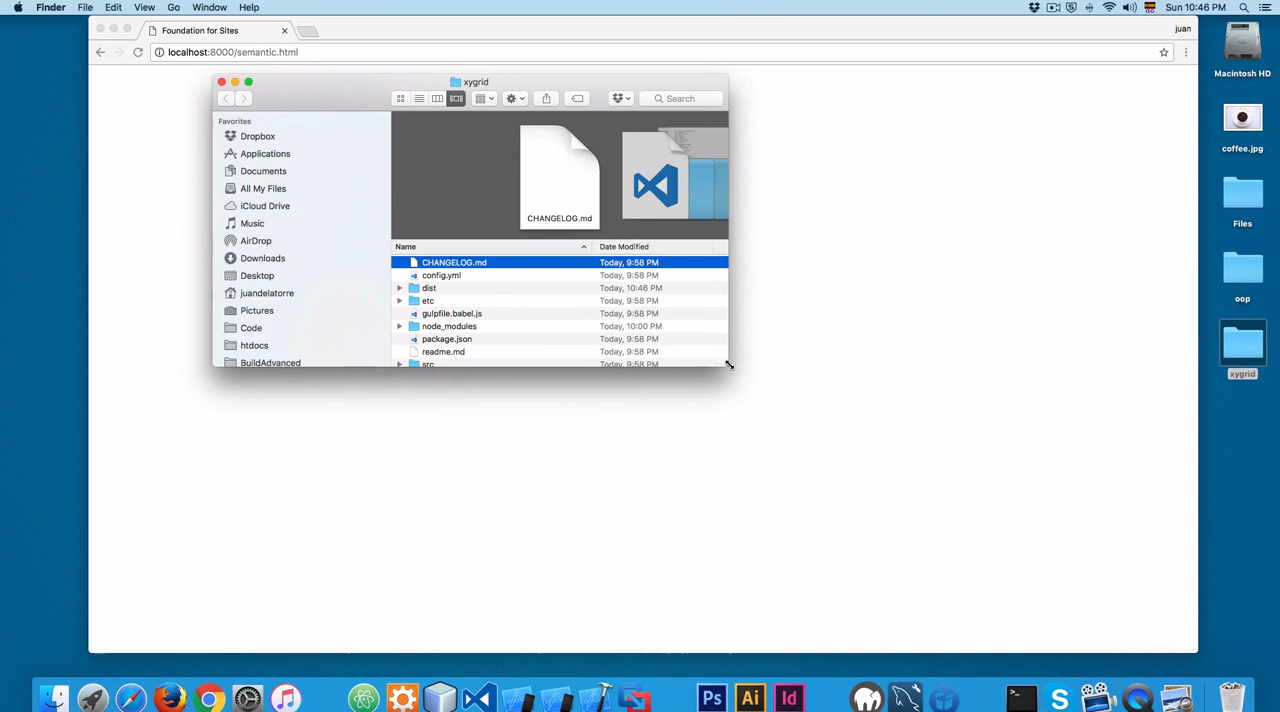 Finder File Edit View Go Window Help Sun 10:46 PM
Foundation for Sites juan
localhost:8000/semantic.html
xygrid
Search
Favorites
Dropbox
Applications
Documents
All My Files
iCloud Drive
Music
AirDrop
Downloads
Desktop
juandelatorre
Pictures
Code
htdocs
BuildAdvanced
CHANGELOG.md
Name Date Modified
CHANGELOG.md Today, 9:58 PM
config.yml Today, 9:58 PM
dist Today, 10:46 PM
etc Today, 9:58 PM
gulpfile.babel.js Today, 9:58 PM
node_modules Today, 10:00 PM
package.json Today, 9:58 PM
readme.md Today, 9:58 PM
src Today, 9:58 PM
Macintosh HD
coffee.jpg
Files
oop
xygrid
Ps Ai Id